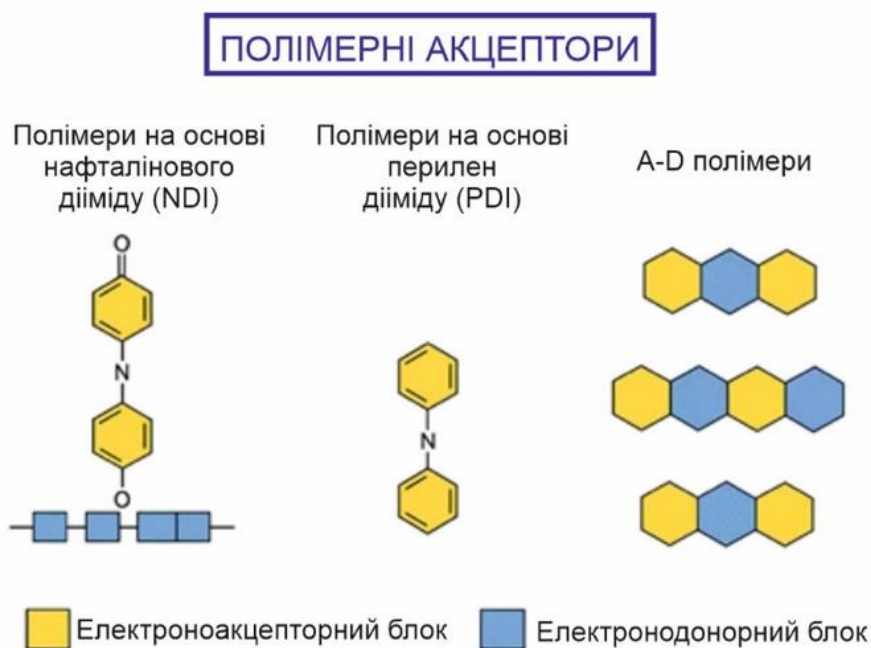 ПОЛІМЕРНІ АКЦЕПТОРИ
Полімери на основі
нафталінового
дііміду (NDI)
Полімери на основі
перилен
дііміду (PDI)
А-D полімери
O
N
O
N
Електроноакцепторний блок
Електронодонорний блок